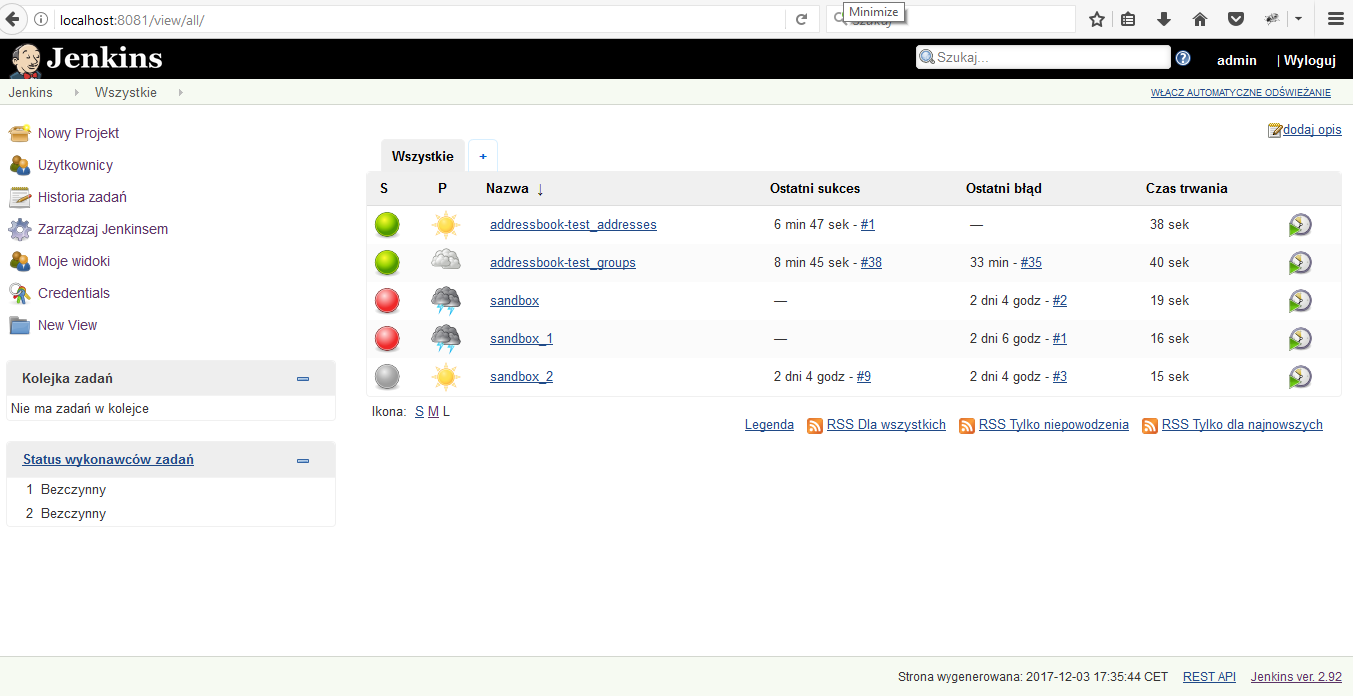 localhost:8081/view/all/
Minimize
Jenkins
Szukaj...
admin | Wyloguj
Jenkins Wszystkie
WŁĄCZ AUTOMATYCZNE ODŚWIEŻANIE
Nowy Projekt
Użytkownicy
Historia zadań
Zarządzaj Jenkinsem
Moje widoki
Credentials
New View
Kolejka zadań
Nie ma zadań w kolejce
Status wykonawców zadań
1 Bezczynny
2 Bezczynny
dodaj opis
Wszystkie +
S P Nazwa ↓ Ostatni sukces Ostatni błąd Czas trwania
addressbook-test_addresses 6 min 47 sek - #1 — 38 sek
addressbook-test_groups 8 min 45 sek - #38 33 min - #35 40 sek
sandbox — 2 dni 4 godz - #2 19 sek
sandbox_1 — 2 dni 6 godz - #1 16 sek
sandbox_2 2 dni 4 godz - #9 2 dni 4 godz - #3 15 sek
Ikona: S M L
Legenda RSS Dla wszystkich RSS Tylko niepowodzenia RSS Tylko dla najnowszych
Strona wygenerowana: 2017-12-03 17:35:44 CET REST API Jenkins ver. 2.92